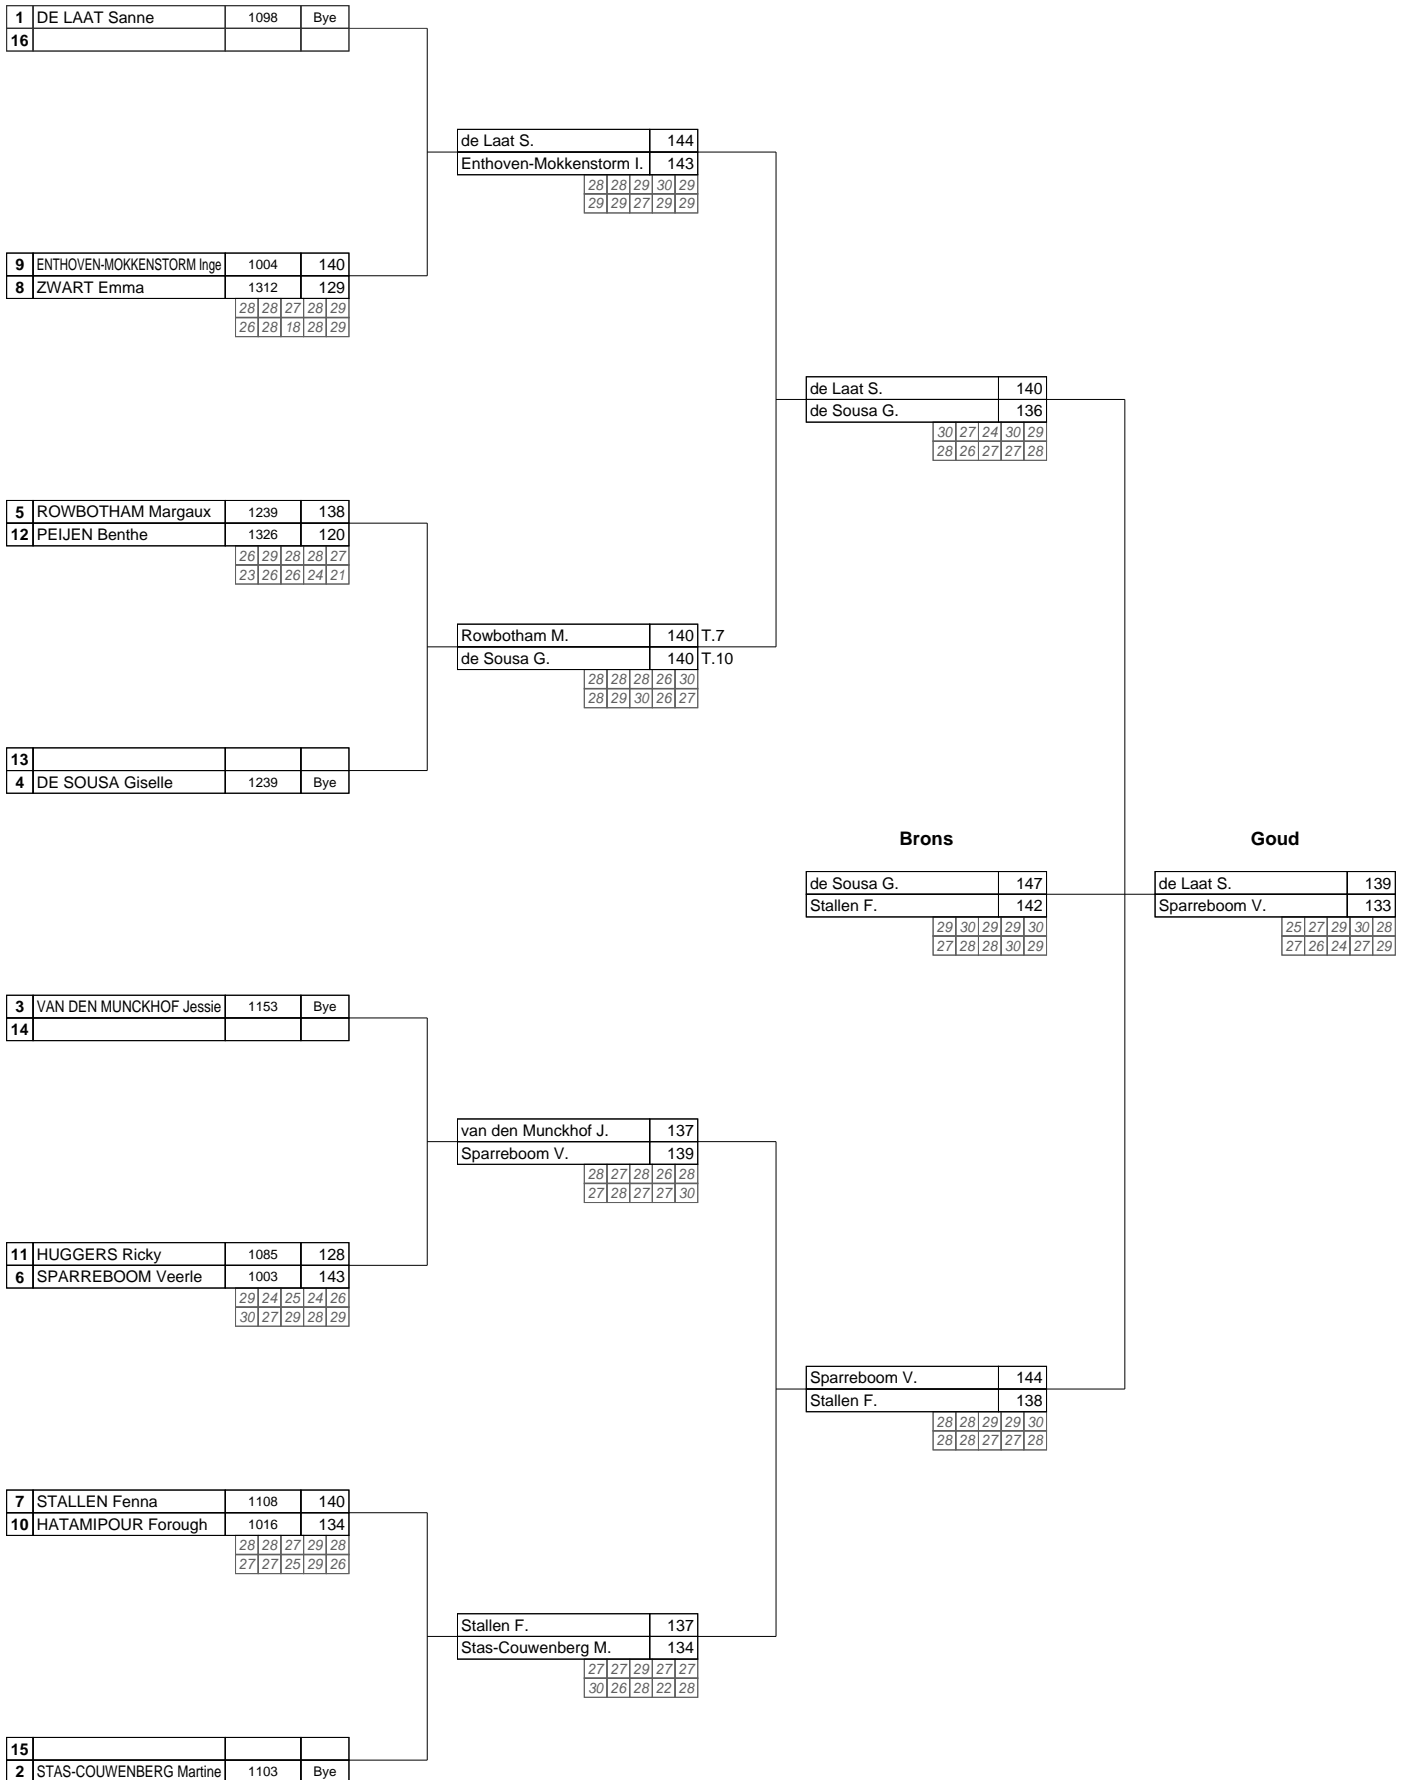 1 DE LAAT Sanne 1098 Bye
16
de Laat S. 144
Enthoven-Mokkenstorm I. 143
28 28 29 30 29
29 29 27 29 29
9 ENTHOVEN-MOKKENSTORM Inge 1004 140
8 ZWART Emma 1312 129
28 28 27 28 29
26 28 18 28 29
de Laat S. 140
de Sousa G. 136
30 27 24 30 29
28 26 27 27 28
5 ROWBOTHAM Margaux 1239 138
12 PEIJEN Benthe 1326 120
26 29 28 28 27
23 26 26 24 21
Rowbotham M. 140 T.7
de Sousa G. 140 T.10
28 28 28 26 30
28 29 30 26 27
13
4 DE SOUSA Giselle 1239 Bye
Brons Goud
de Sousa G. 147 de Laat S. 139
Stallen F. 142 Sparreboom V. 133
29 30 29 29 30 25 27 29 30 28
27 28 28 30 29 27 26 24 27 29
3 VAN DEN MUNCKHOF Jessie 1153 Bye
14
van den Munckhof J. 137
Sparreboom V. 139
28 27 28 26 28
27 28 27 27 30
11 HUGGERS Ricky 1085 128
6 SPARREBOOM Veerle 1003 143
29 24 25 24 26
30 27 29 28 29
Sparreboom V. 144
Stallen F. 138
28 28 29 29 30
28 28 27 27 28
7 STALLEN Fenna 1108 140
10 HATAMIPOUR Forough 1016 134
28 28 27 29 28
27 27 25 29 26
Stallen F. 137
Stas-Couwenberg M. 134
27 27 29 27 27
30 26 28 22 28
15
2 STAS-COUWENBERG Martine 1103 Bye